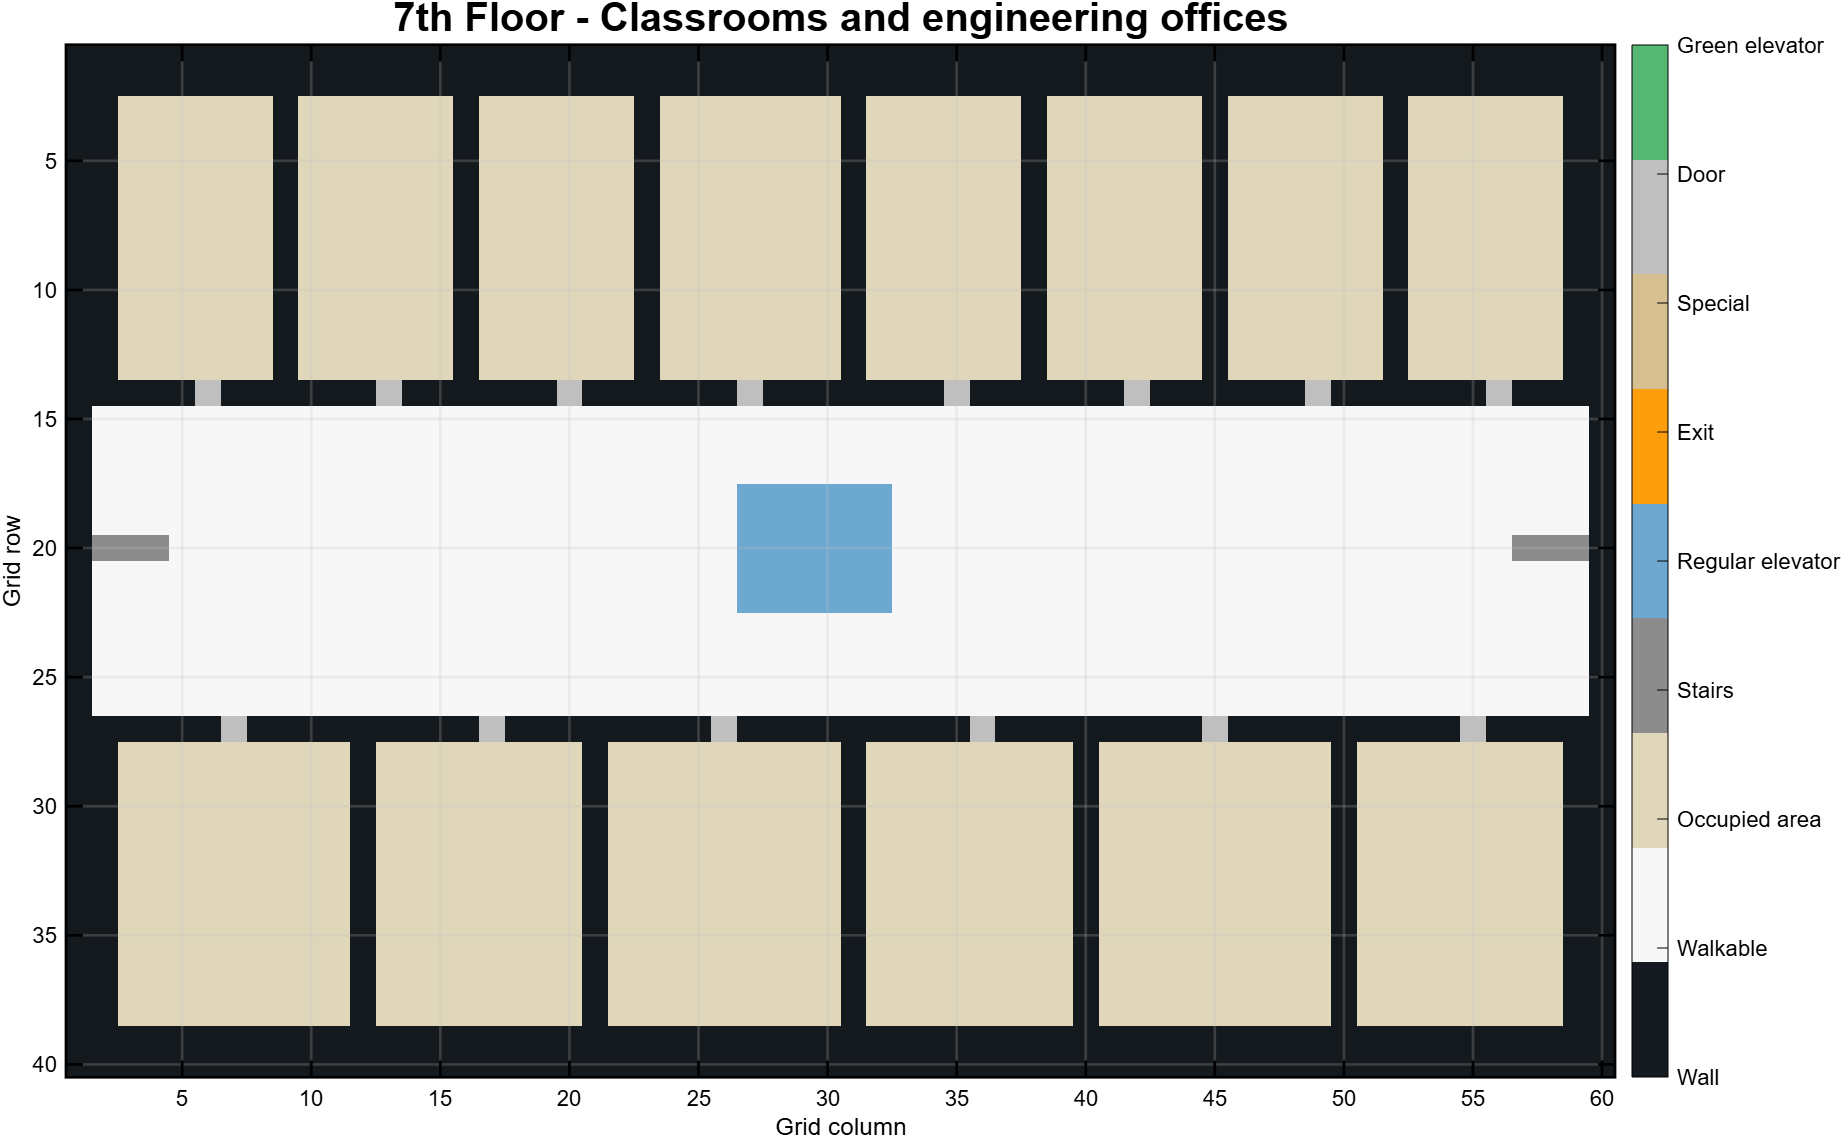 7th Floor - Classrooms and engineering offices
Green elevator
Door
Special
Exit
Regular elevator
Stairs
Occupied area
Walkable
Wall
Grid row
5
10
15
20
25
30
35
40
5 10 15 20 25 30 35 40 45 50 55 60
Grid column